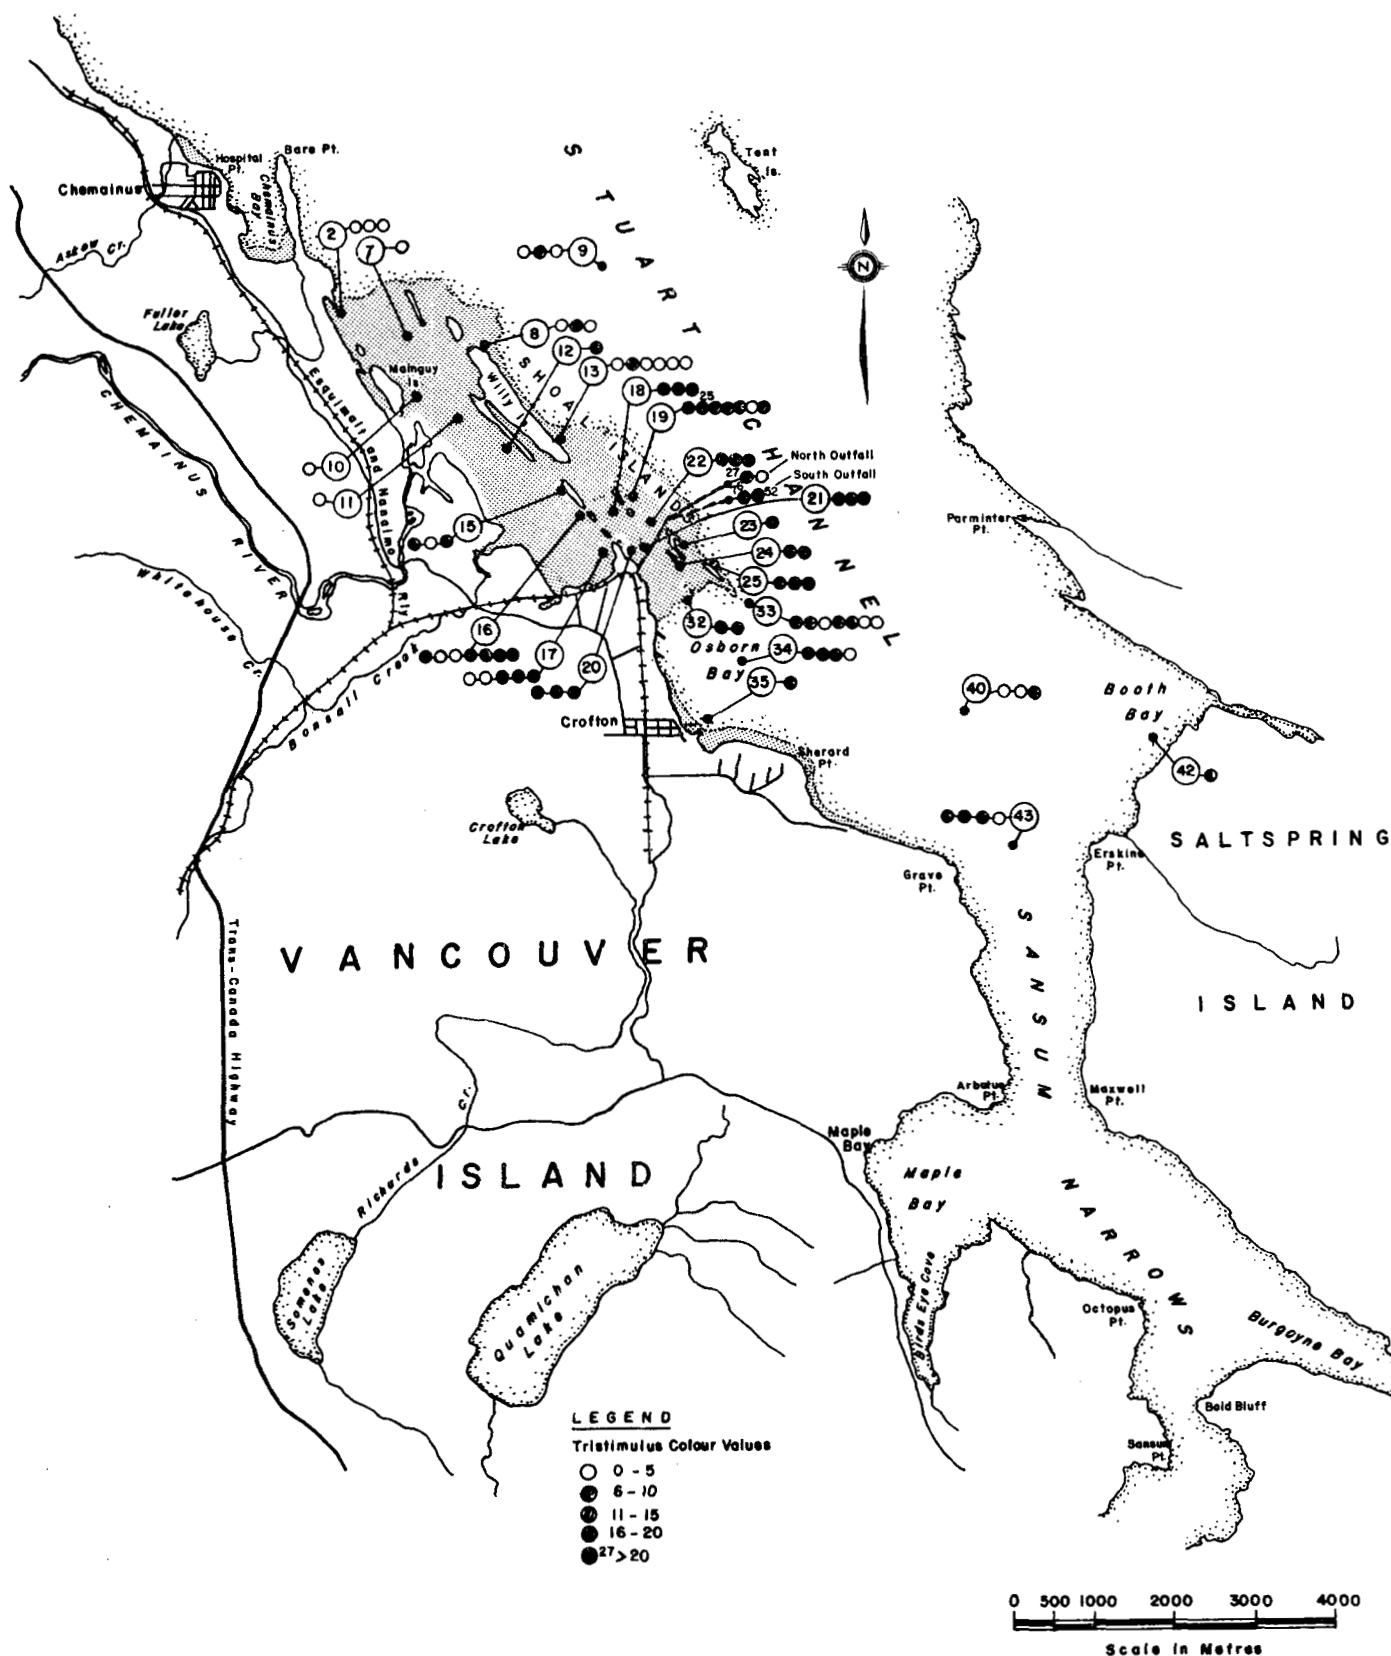 Hospital
Pt.
Bare Pt.
Tent
Is.
Chemainus
Chemainus
Bay
Askow Cr.
STUART
CHANNEL
N
2
7
9
Fuller
Lake
8
12
13
Mainguy
Is.
Willy I.
SHOAL ISLANDS
18
25
19
CHEMAINUS
RIVER
Esquimalt and Nanaimo Rly.
10
11
22
North Outfall
27
South Outfall
76
52
21
15
23
Parminter
Pt.
24
25
Whitehouse
Cr.
33
32
16
17
20
Osborn
Bay
34
35
Bonsall Creek
40
Booth
Bay
Crofton
Sherard
Pt.
42
Crofton
Lake
43
SALTSPRING
Erskine
Pt.
Grave
Pt.
Trans-Canada Highway
VANCOUVER
SANSUM
ISLAND
Arbutus
Pt.
Maxwell
Pt.
Maple
Bay
Richards
Cr.
ISLAND
Maple
Bay
NARROWS
Somenos
Lake
Quamichan
Lake
Birds Eye Cove
Octopus
Pt.
Burgoyne Bay
Bold Bluff
Sansum
Pt.
LEGEND
Tristimulus Colour Values
0 - 5
6 - 10
11 - 15
16 - 20
27 > 20
0 500 1000 2000 3000 4000
Scale in Metres